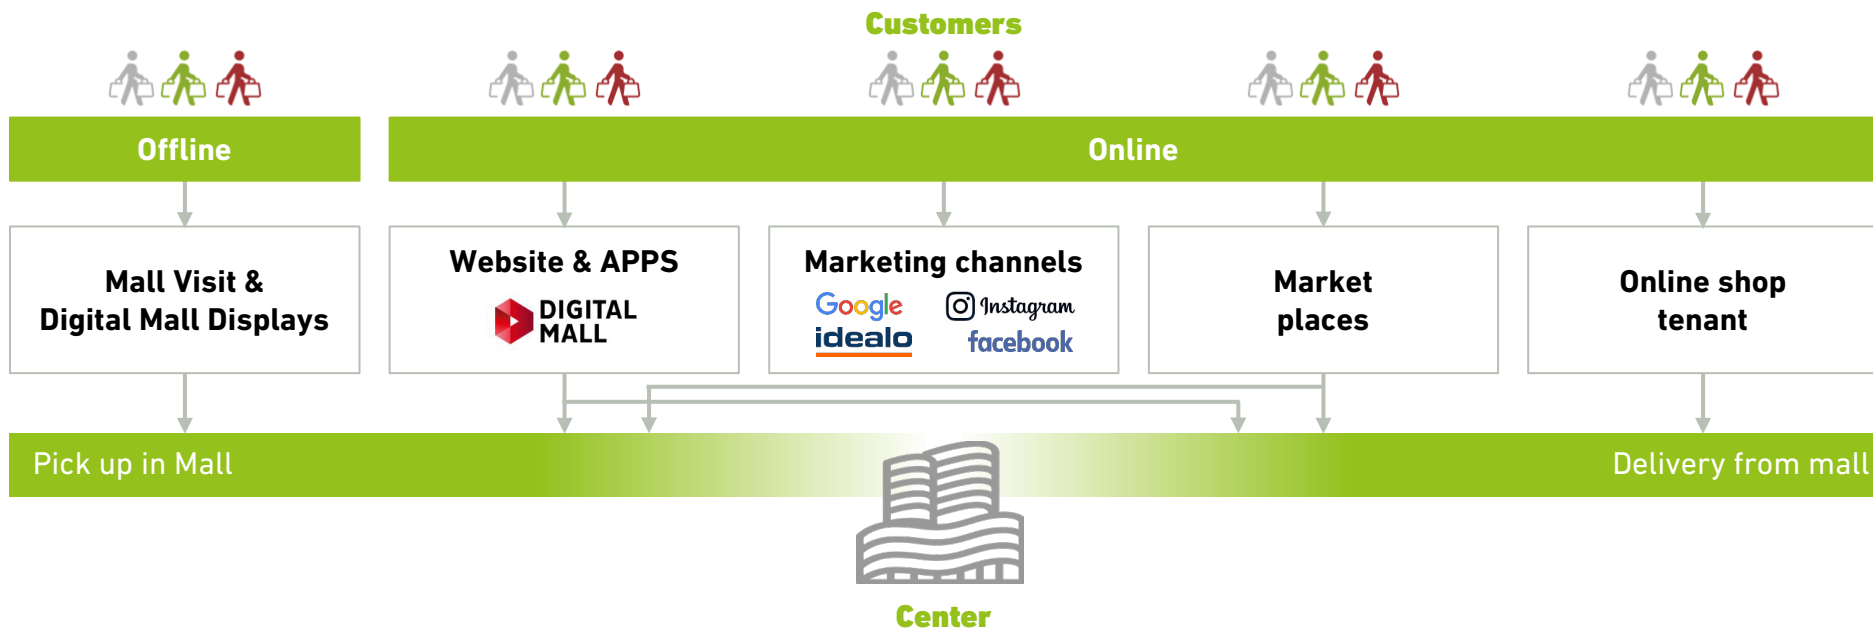 Customers
Offline
Online
Mall Visit &
Digital Mall Displays
Website & APPS
DIGITAL
MALL
Marketing channels
Google
Instagram
idealo
facebook
Market
places
Online shop
tenant
Pick up in Mall
Delivery from mall
Center